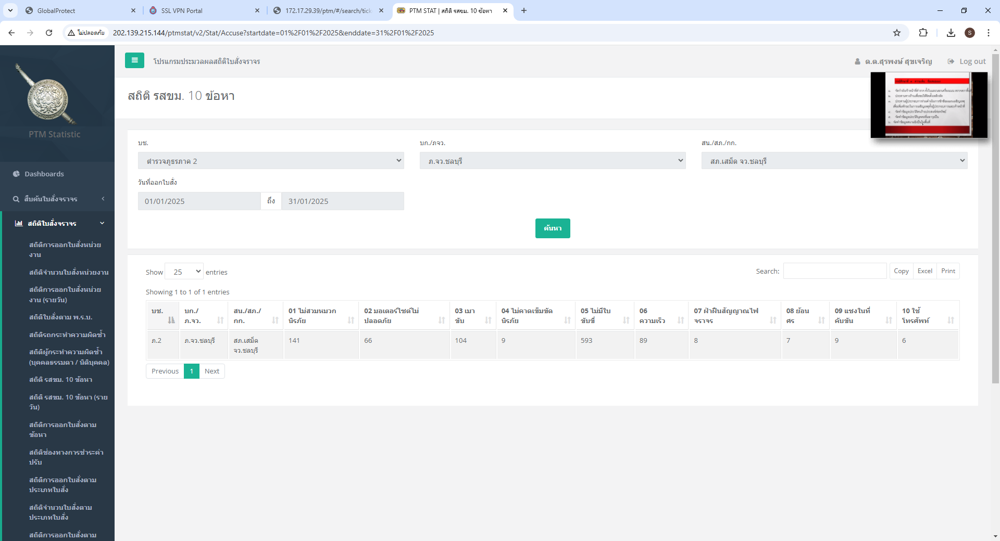 GlobalProtect
SSL VPN Portal
172.17.29.39/ptm/#/search/tick
PTM STAT | สถิติ รสขม. 10 ข้อหา
ไม่ปลอดภัย
202.139.215.144/ptmstat/v2/Stat/Accuse?startdate=01%2F01%2F2025&enddate=31%2F01%2F2025
S
โปรแกรมประมวลผลสถิติใบสั่งจราจร
ด.ต.สุรพงษ์ สุขเจริญ
Log out
PTM Statistic
Dashboards
สืบค้นใบสั่งจราจร
สถิติใบสั่งจราจร
สถิติการออกใบสั่งหน่วย
งาน
สถิติจำนวนใบสั่งหน่วยงาน
สถิติการออกใบสั่งหน่วย
งาน (รายวัน)
สถิติใบสั่งตาม พ.ร.บ.
สถิติรถกระทำความผิดซ้ำ
สถิติผู้กระทำความผิดซ้ำ
(บุคคลธรรมดา / นิติบุคคล)
สถิติ รสขม. 10 ข้อหา
สถิติ รสขม. 10 ข้อหา (ราย
วัน)
สถิติการออกใบสั่งตาม
ข้อหา
สถิติช่องทางการชำระค่า
ปรับ
สถิติการออกใบสั่งตาม
ประเภทใบสั่ง
สถิติจำนวนใบสั่งตาม
ประเภทใบสั่ง
สถิติการออกใบสั่งตาม
สถิติ รสขม. 10 ข้อหา
บช.
บก./ภจว.
สน./สภ./กก.
ตำรวจภูธรภาค 2
ภ.จว.ชลบุรี
สภ.เสม็ด จว.ชลบุรี
วันที่ออกใบสั่ง
01/01/2025 ถึง 31/01/2025
ค้นหา
Show 25 entries
Search:
Copy Excel Print
Showing 1 to 1 of 1 entries
บช.
บก./
ภ.จว.
สน./สภ./
กก.
01 ไม่สวมหมวก
นิรภัย
02 มอเตอร์ไซต์ไม่
ปลอดภัย
03 เมา
ขับ
04 ไม่คาดเข็มขัด
นิรภัย
05 ไม่มีใบ
ขับขี่
06
ความเร็ว
07 ฝ่าฝืนสัญญาณไฟ
จราจร
08 ย้อน
ศร
09 แซงในที่
คับขัน
10 ใช้
โทรศัพท์
ภ.2
ภ.จว.ชลบุรี
สภ.เสม็ด
จว.ชลบุรี
141
66
104
9
593
89
8
7
9
6
Previous 1 Next